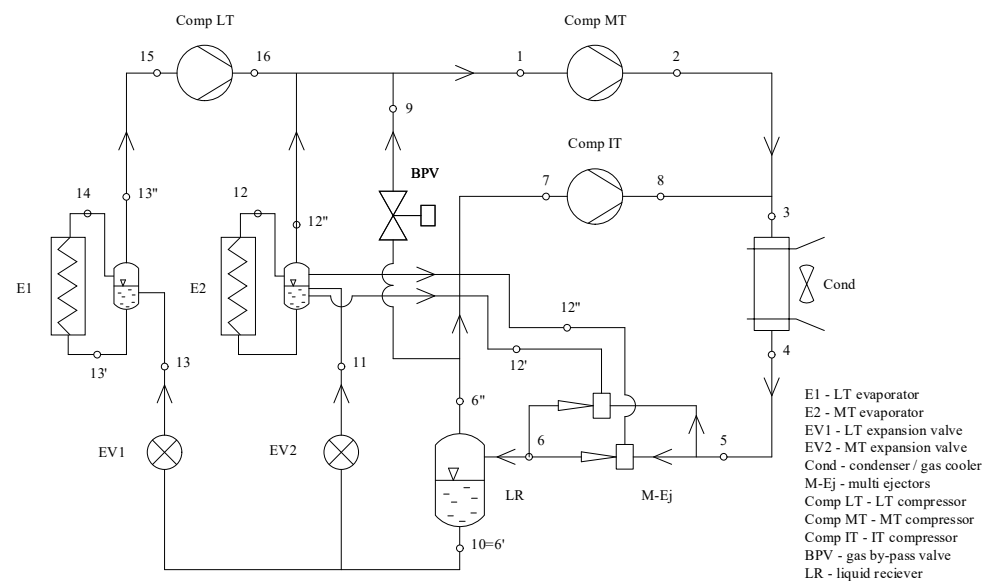 Comp LT
Comp MT
15
16
1
2
9
Comp IT
BPV
14
13"
12
12"
7
8
3
E1
E2
Cond
12"
12'
13'
13
11
4
6"
EV1
EV2
6
5
LR
M-Ej
10=6'
E1 - LT evaporator
E2 - MT evaporator
EV1 - LT expansion valve
EV2 - MT expansion valve
Cond - condenser / gas cooler
M-Ej - multi ejectors
Comp LT - LT compressor
Comp MT - MT compressor
Comp IT - IT compressor
BPV - gas by-pass valve
LR - liquid reciever